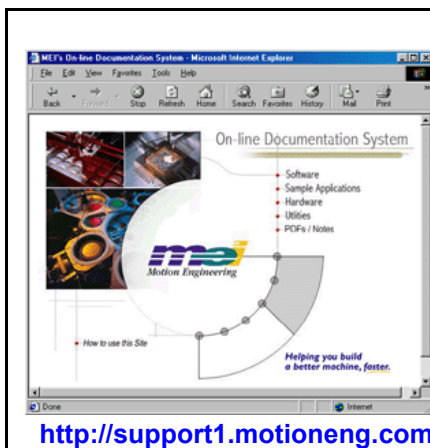 MEI's On-line Documentation System - Microsoft Internet Explorer
File Edit View Favorites Tools Help
Back Forward Stop Refresh Home Search Favorites History Mail Print
On-line Documentation System
Software
Sample Applications
Hardware
Utlities
PDFs / Notes
mei
Motion Engineering
How to use this Site
Helping you build
a better machine, faster.
Done Internet
http://support1.motioneng.com